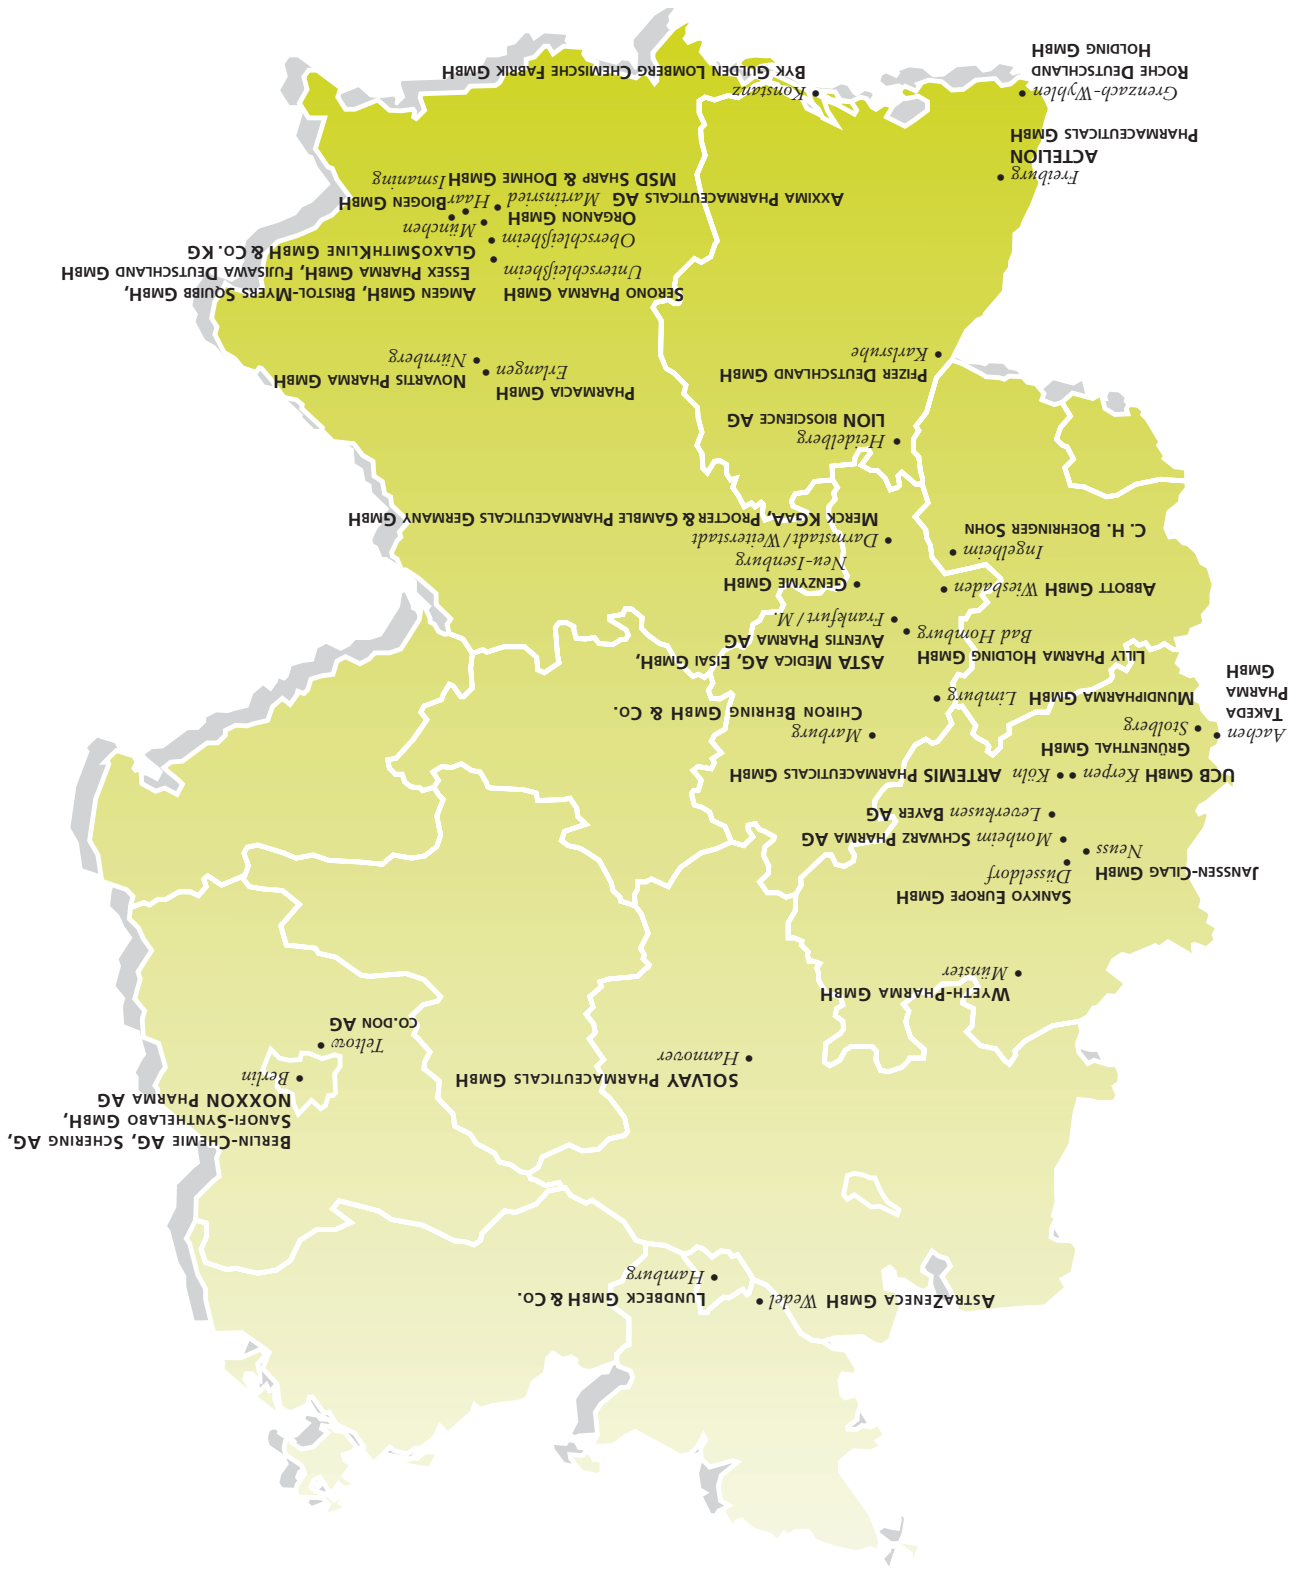 AstraZeneca GmbH Wedel
Lundbeck GmbH & Co.
Hamburg
Berlin-Chemie AG, Schering AG,
Sanofi-Synthelabo GmbH,
NOXXON Pharma AG
Berlin
Teltow
co.don AG
SOLVAY Pharmaceuticals GmbH
Hannover
Wyeth-Pharma GmbH
Münster
Sankyo Europe GmbH
Düsseldorf
Janssen-Cilag GmbH
Neuss
Monheim Schwarz Pharma AG
Leverkusen Bayer AG
UCB GmbH Kerpen
Köln ARTEMIS Pharmaceuticals GmbH
Grünenthal GmbH
Stolberg
Aachen
Takeda
Pharma
GmbH
Marburg
Chiron Behring GmbH & Co.
Mundipharma GmbH Limburg
Lilly Pharma Holding GmbH
Bad Homburg
ASTA Medica AG, Eisai GmbH,
Aventis Pharma AG
Frankfurt / M.
Abbott GmbH Wiesbaden
Genzyme GmbH
Neu-Isenburg
Ingelheim
C. H. Boehringer Sohn
Darmstadt/Weiterstadt
Merck KGaA, Procter & Gamble Pharmaceuticals Germany GmbH
Heidelberg
LION bioscience AG
Pfizer Deutschland GmbH
Karlsruhe
Pharmacia GmbH
Erlangen
Novartis Pharma GmbH
Nürnberg
Serono Pharma GmbH
Unterschleißheim
Amgen GmbH, Bristol-Myers Squibb GmbH,
Essex Pharma GmbH, Fujisawa Deutschland GmbH
GlaxoSmithKline GmbH & Co. KG
München
Oberschleißheim
Organon GmbH
Axxima Pharmaceuticals AG Martinsried
Haar Biogen GmbH
MSD Sharp & Dohme GmbH Ismaning
Freiburg
ACTELION
Pharmaceuticals GmbH
Grenzach-Wyhlen
Roche Deutschland
Holding GmbH
Konstanz
Byk Gulden Lomberg Chemische Fabrik GmbH